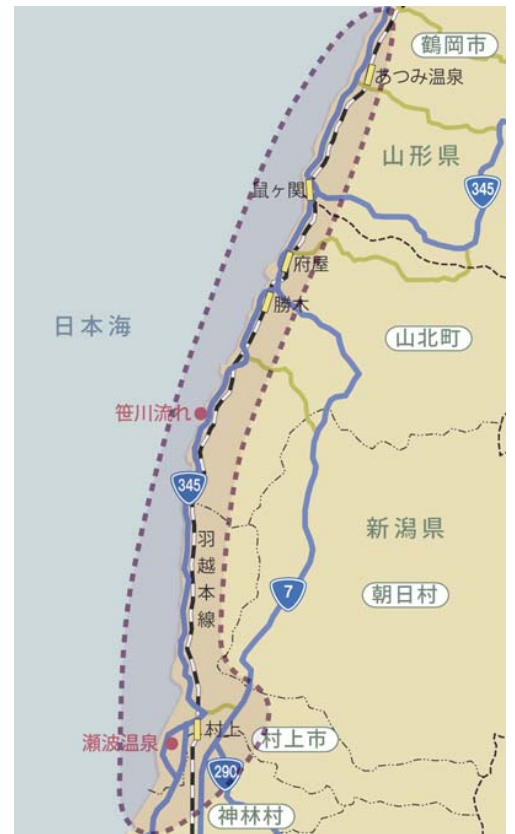 鶴岡市
あつみ温泉
山形県
345
鼠ヶ関
府屋
勝木
日本海
山北町
笹川流れ
345
羽越本線
新潟県
7
朝日村
村上
瀬波温泉
村上市
290
神林村